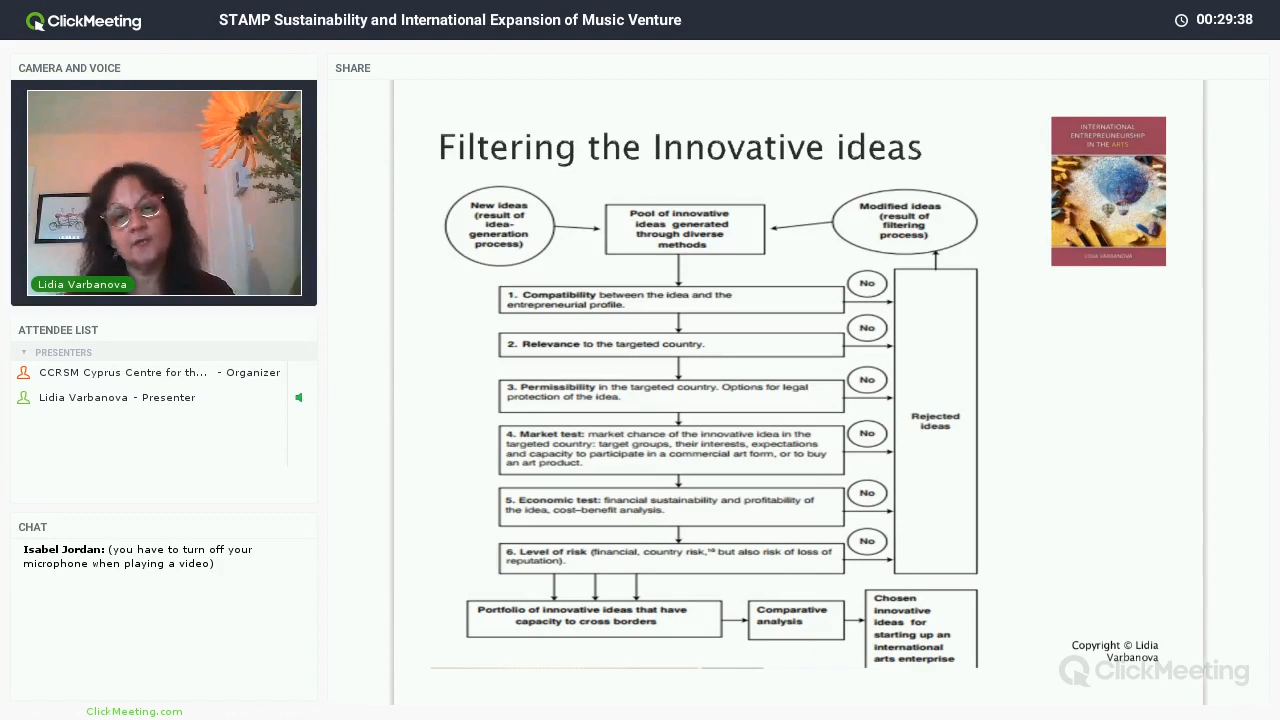 ClickMeeting
STAMP Sustainability and International Expansion of Music Venture
00:29:38
CAMERA AND VOICE
Lidia Varbanova
ATTENDEE LIST
PRESENTERS
CCRSM Cyprus Centre for th... - Organizer
Lidia Varbanova - Presenter
CHAT
Isabel Jordan: (you have to turn off your
microphone when playing a video)
ClickMeeting.com
SHARE
Filtering the Innovative ideas
INTERNATIONAL
ENTREPRENEURSHIP
IN THE ARTS
LIDIA VARBANOVA
New ideas
(result of
idea-
generation
process)
Pool of innovative
ideas generated
through diverse
methods
Modified ideas
(result of
filtering
process)
1. Compatibility between the idea and the
entrepreneurial profile.
No
2. Relevance to the targeted country.
No
3. Permissibility in the targeted country. Options for legal
protection of the idea.
No
4. Market test: market chance of the innovative idea in the
targeted country: target groups, their interests, expectations
and capacity to participate in a commercial art form, or to buy
an art product.
No
5. Economic test: financial sustainability and profitability of
the idea, cost–benefit analysis.
No
6. Level of risk (financial, country risk, but also risk of loss of
reputation).
No
Rejected
ideas
Portfolio of innovative ideas that have
capacity to cross borders
Comparative
analysis
Chosen
innovative
ideas for
starting up an
international
arts enterprise
Copyright © Lidia
Varbanova
ClickMeeting